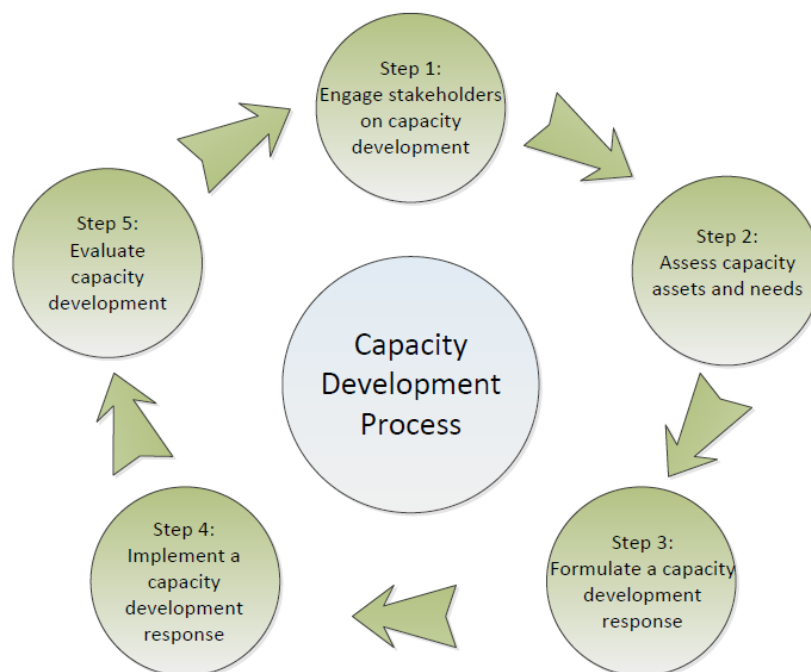 Step 1:
Engage stakeholders
on capacity
development
Step 2:
Assess capacity
assets and needs
Step 3:
Formulate a capacity
development
response
Step 4:
Implement a
capacity
development
response
Step 5:
Evaluate
capacity
development
Capacity
Development
Process